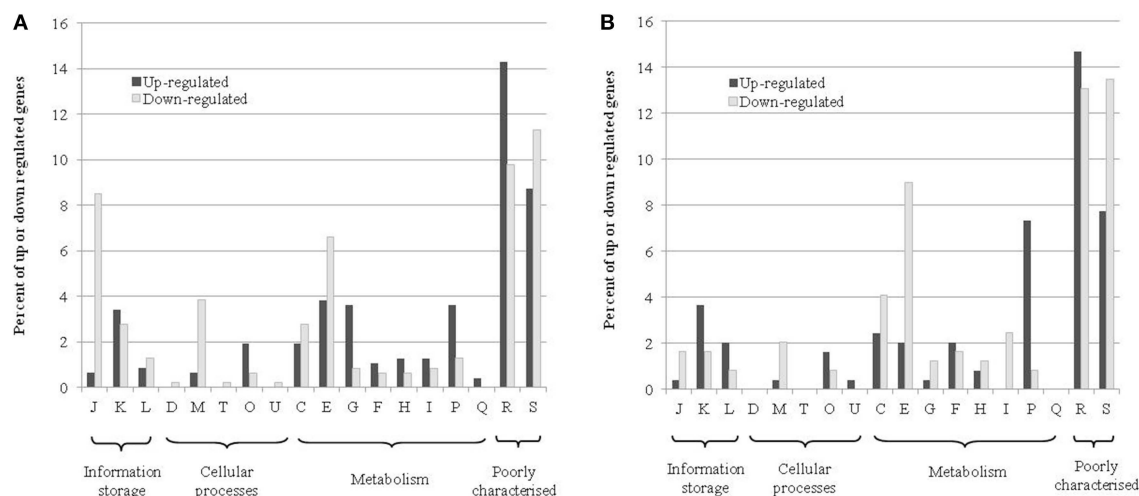 A
Percent of up or down regulated genes
16
14
12
10
8
6
4
2
0
Up-regulated
Down-regulated
J K L D M T O U C E G F H I P Q R S
Information storage
Cellular processes
Metabolism
Poorly characterised
B
Percent of up or down regulated genes
16
14
12
10
8
6
4
2
0
Up-regulated
Down-regulated
J K L D M T O U C E G F H I P Q R S
Information storage
Cellular processes
Metabolism
Poorly characterised